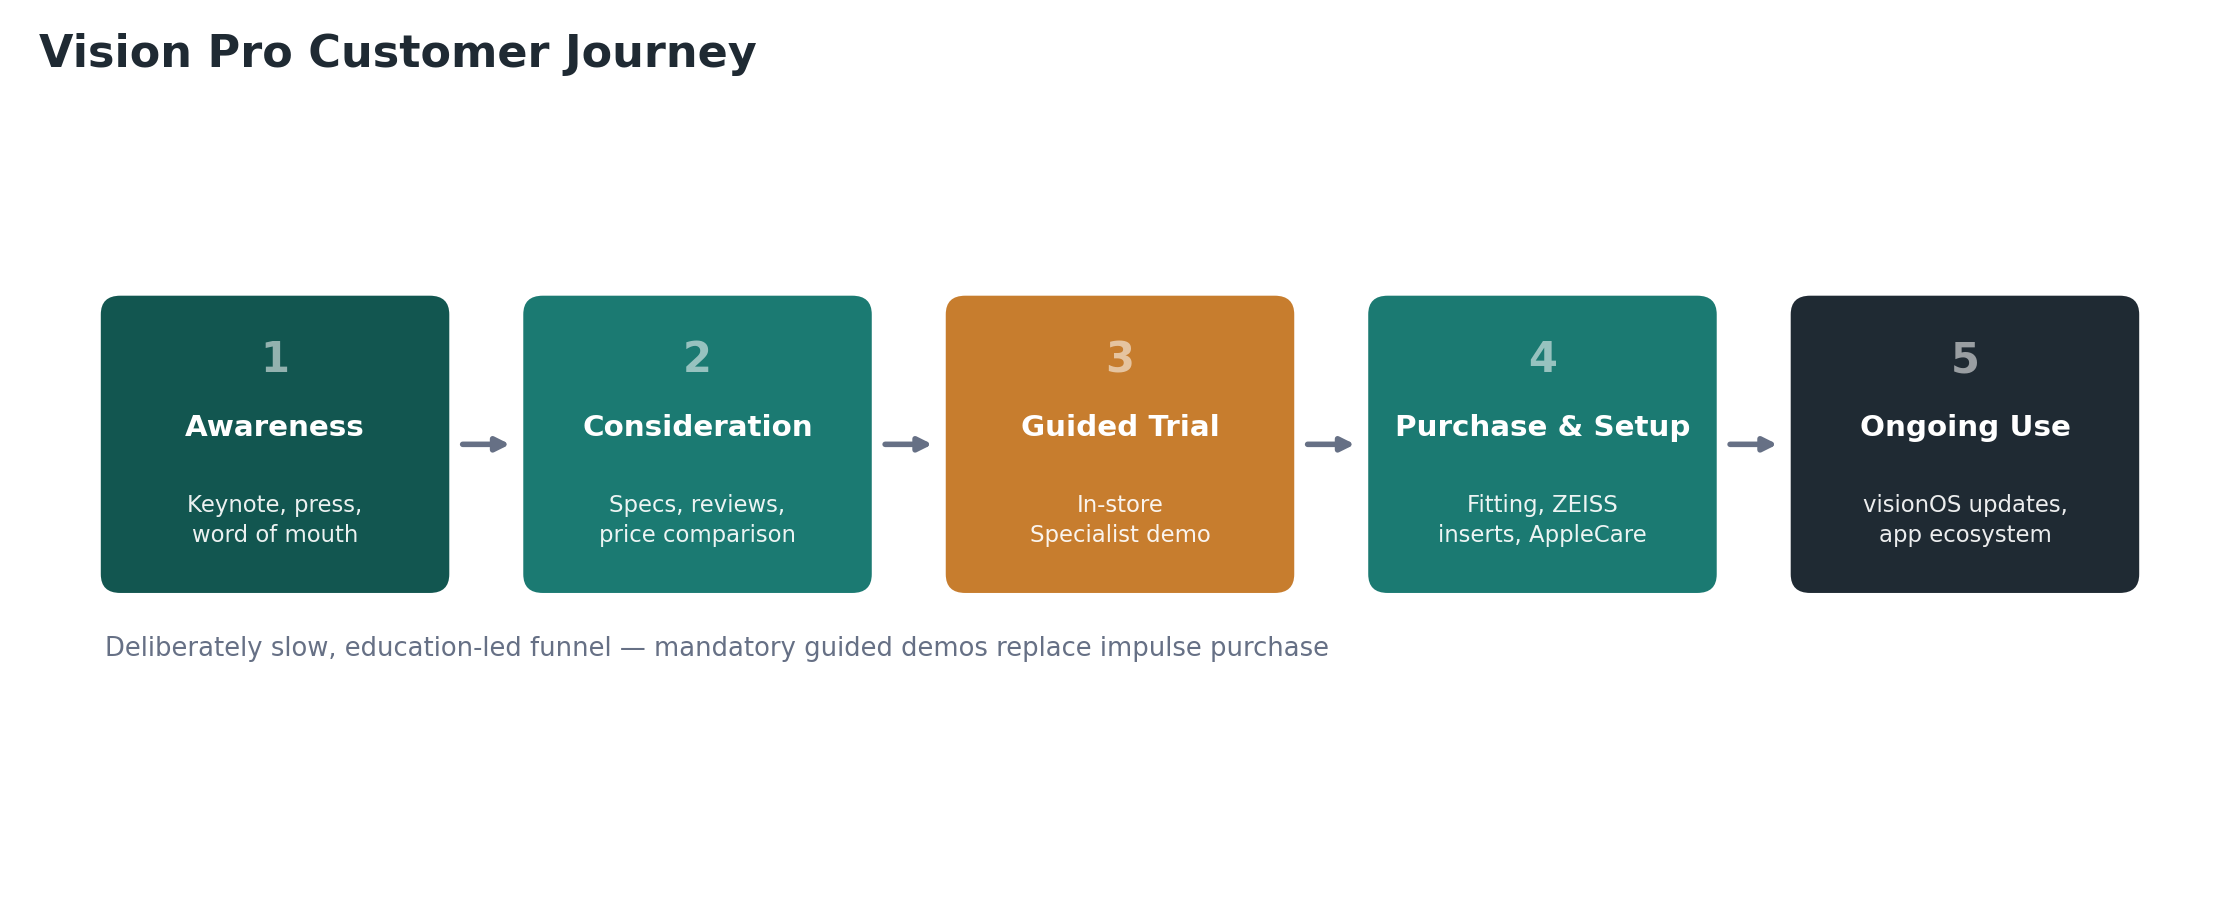 Vision Pro Customer Journey
1
Awareness
Keynote, press,
word of mouth
2
Consideration
Specs, reviews,
price comparison
3
Guided Trial
In-store
Specialist demo
4
Purchase & Setup
Fitting, ZEISS
inserts, AppleCare
5
Ongoing Use
visionOS updates,
app ecosystem
Deliberately slow, education-led funnel — mandatory guided demos replace impulse purchase